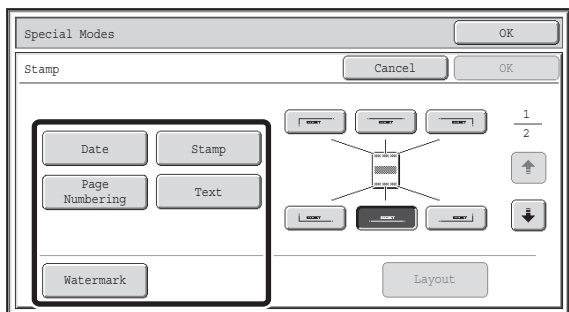 Special Modes
OK
Stamp
Cancel
OK
Date
Stamp
Page
Numbering
Text
Watermark
1
2
Layout